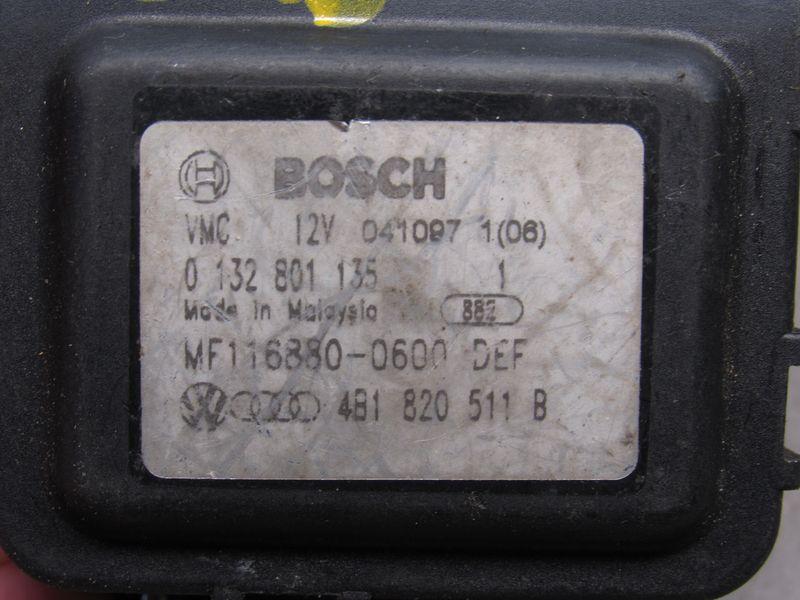 BOSCH
VMC 12V 041097 1(06)
0 132 801 135 1
Made in Malaysia 882
MF116880-0600 DEF
4B1 820 511 B